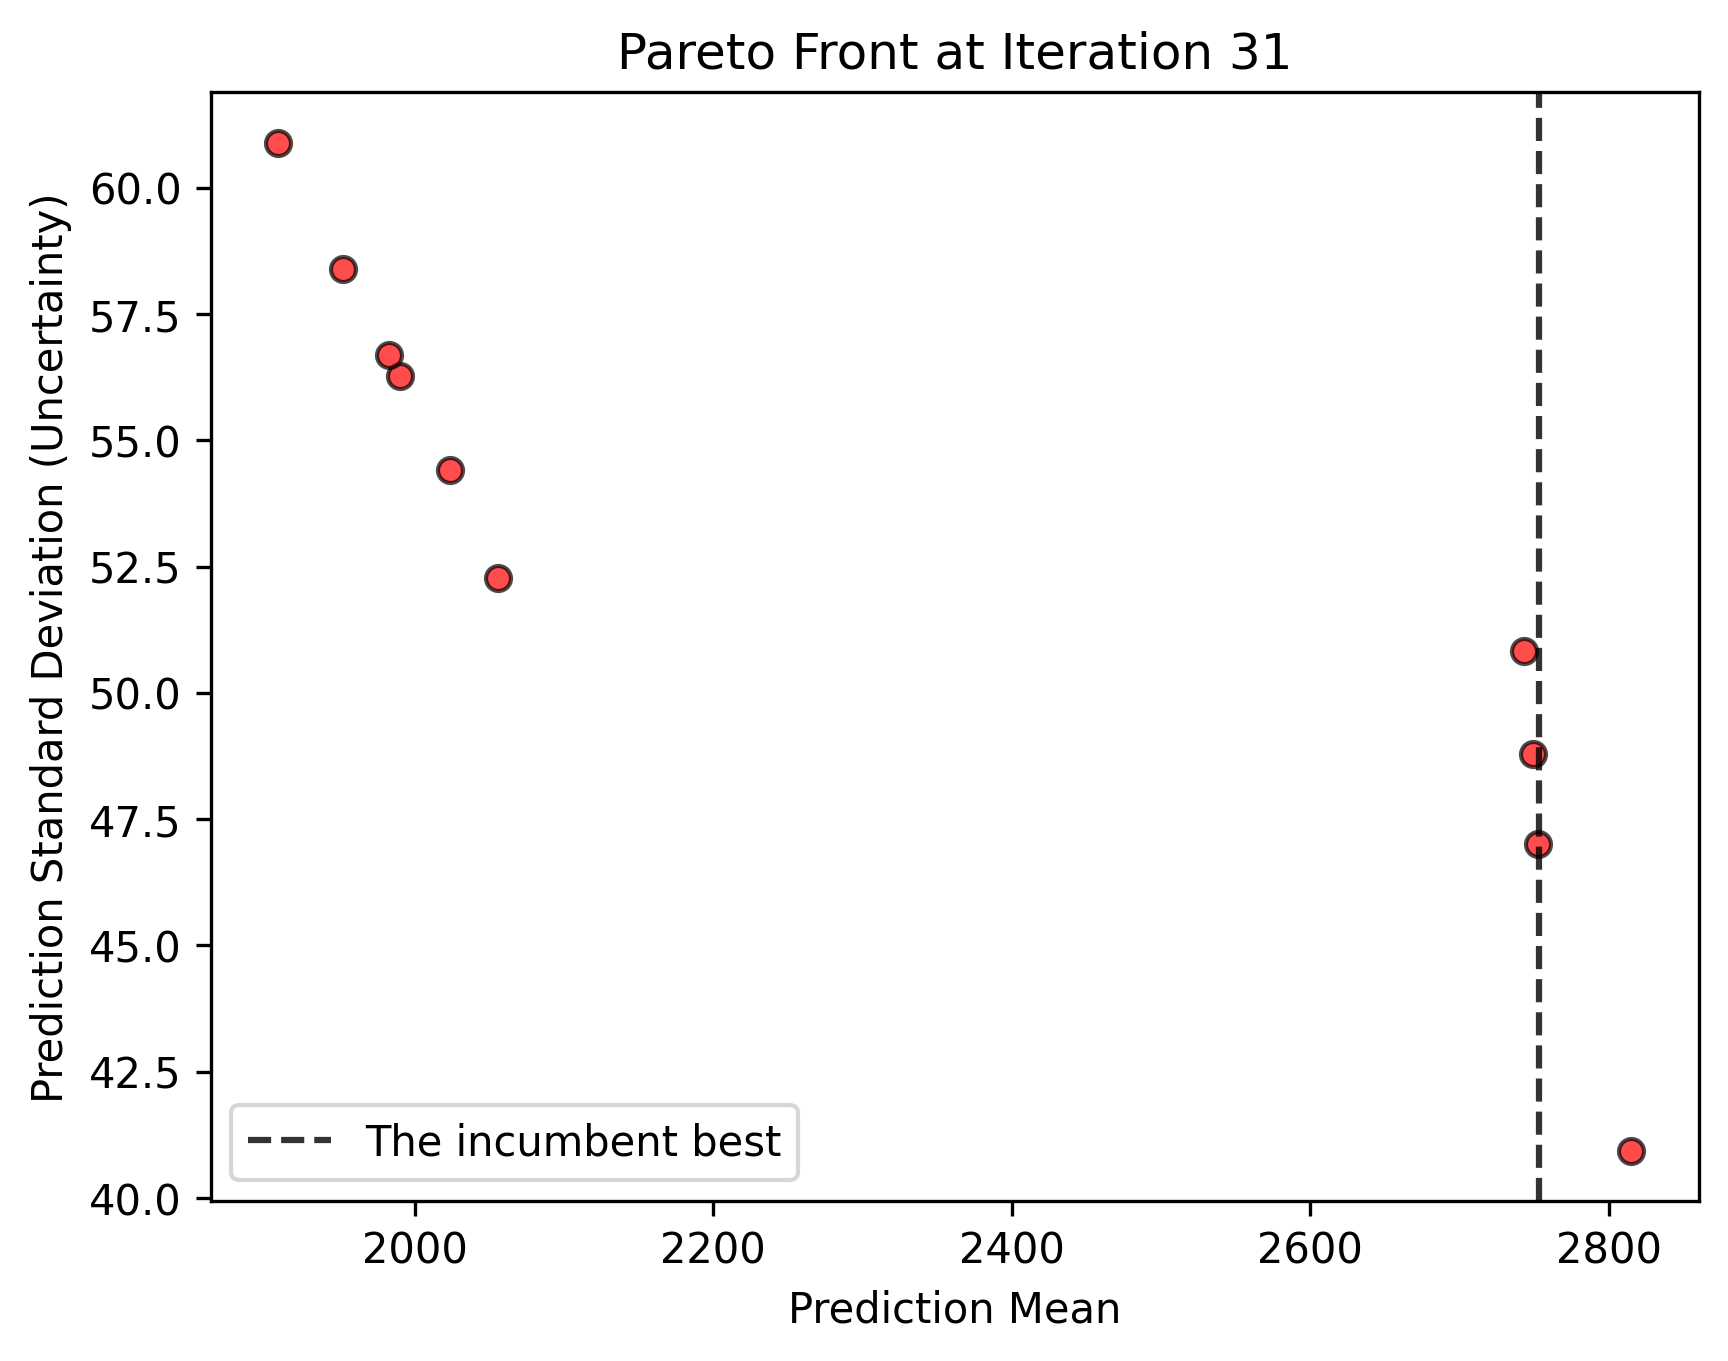 Pareto Front at Iteration 31
Prediction Standard Deviation (Uncertainty)
60.0
57.5
55.0
52.5
50.0
47.5
45.0
42.5
40.0
The incumbent best
2000 2200 2400 2600 2800
Prediction Mean